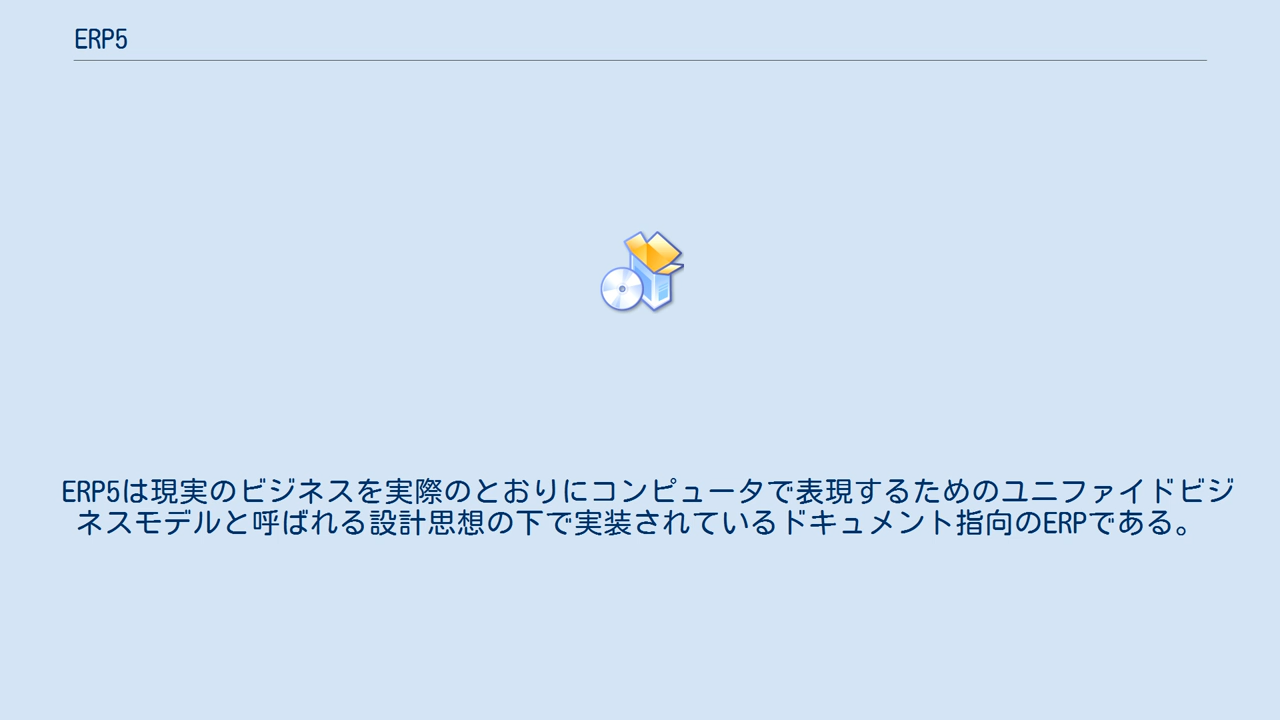 ERP5
ERP5は現実のビジネスを実際のとおりにコンピュータで表現するためのユニファイドビジ
ネスモデルと呼ばれる設計思想の下で実装されているドキュメント指向のERPである。